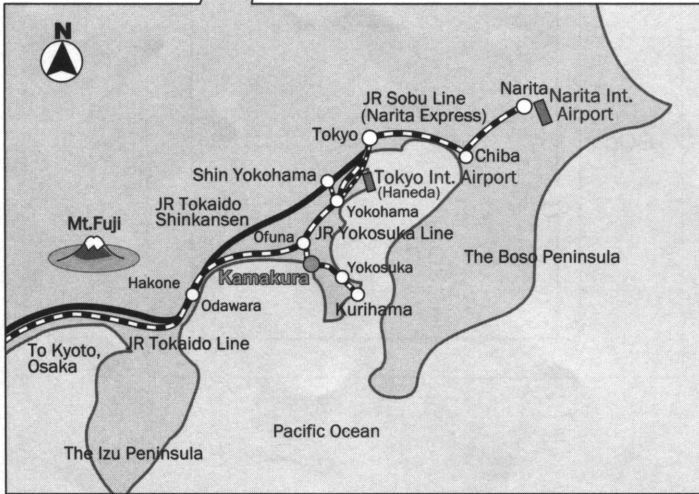 N
Narita
Narita Int.
Airport
JR Sobu Line
(Narita Express)
Tokyo
Chiba
Shin Yokohama
Tokyo Int. Airport
(Haneda)
JR Tokaido
Shinkansen
Yokohama
Mt.Fuji
Ofuna
JR Yokosuka Line
The Boso Peninsula
Kamakura
Yokosuka
Hakone
Odawara
Kurihama
JR Tokaido Line
To Kyoto,
Osaka
Pacific Ocean
The Izu Peninsula